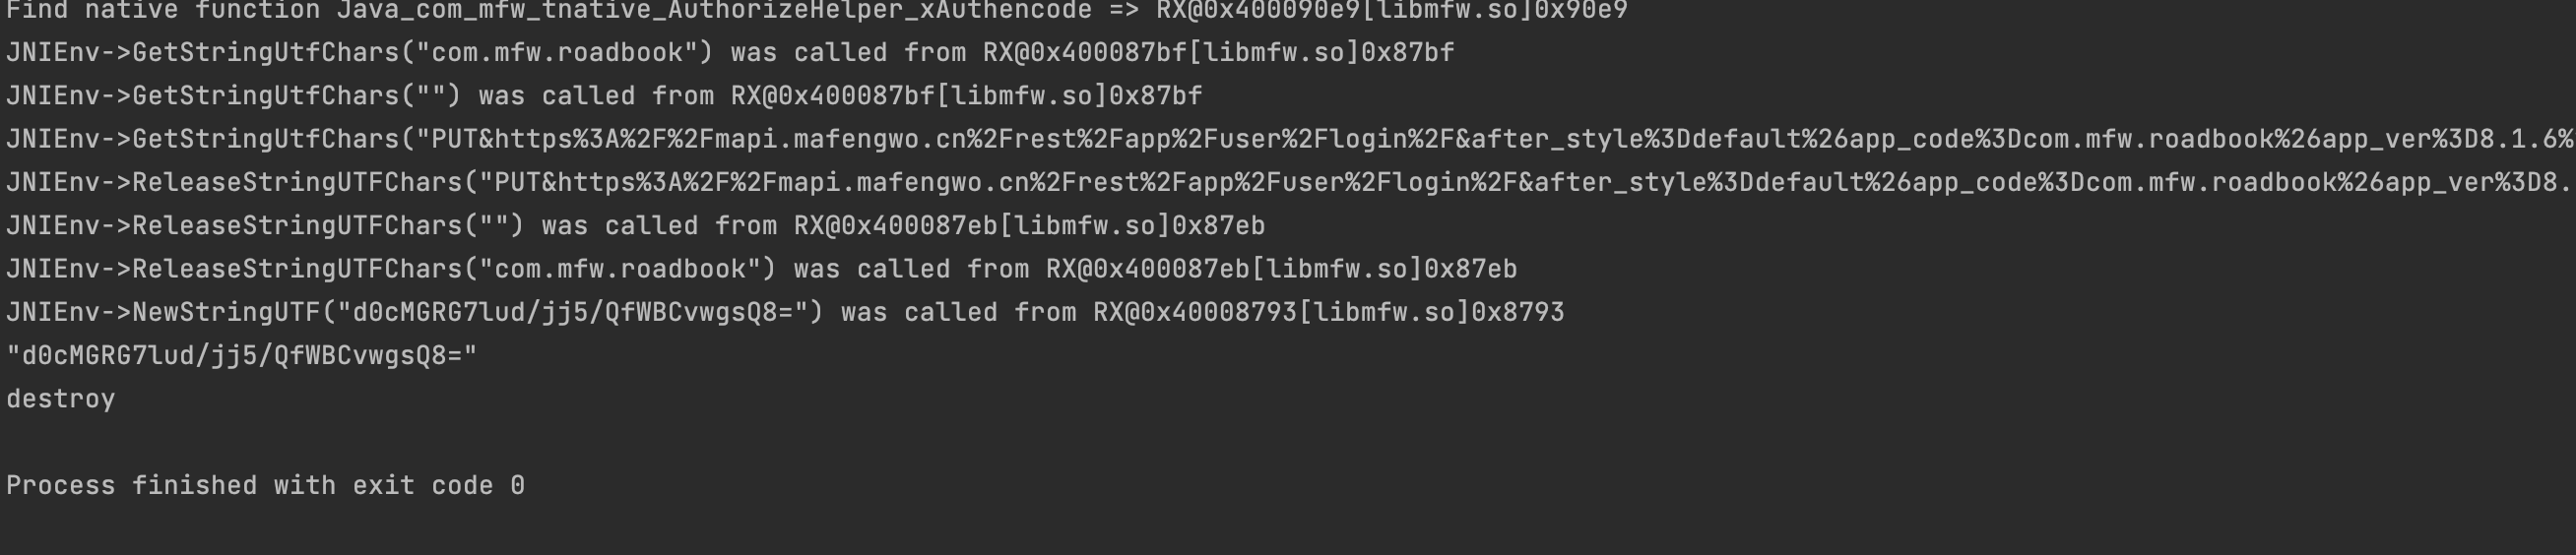 Find native function Java_com_mfw_tnative_AuthorizeHelper_xAuthencode => RX@0x400090e9[libmfw.so]0x90e9
JNIEnv->GetStringUtfChars("com.mfw.roadbook") was called from RX@0x400087bf[libmfw.so]0x87bf
JNIEnv->GetStringUtfChars("") was called from RX@0x400087bf[libmfw.so]0x87bf
JNIEnv->GetStringUtfChars("PUT&https%3A%2F%2Fmapi.mafengwo.cn%2Frest%2Fapp%2Fuser%2Flogin%2F&after_style%3Ddefault%26app_code%3Dcom.mfw.roadbook%26app_ver%3D8.1.6%
JNIEnv->ReleaseStringUTFChars("PUT&https%3A%2F%2Fmapi.mafengwo.cn%2Frest%2Fapp%2Fuser%2Flogin%2F&after_style%3Ddefault%26app_code%3Dcom.mfw.roadbook%26app_ver%3D8.
JNIEnv->ReleaseStringUTFChars("") was called from RX@0x400087eb[libmfw.so]0x87eb
JNIEnv->ReleaseStringUTFChars("com.mfw.roadbook") was called from RX@0x400087eb[libmfw.so]0x87eb
JNIEnv->NewStringUTF("d0cMGRG7lud/jj5/QfWBCvwgsQ8=") was called from RX@0x40008793[libmfw.so]0x8793
"d0cMGRG7lud/jj5/QfWBCvwgsQ8="
destroy
Process finished with exit code 0